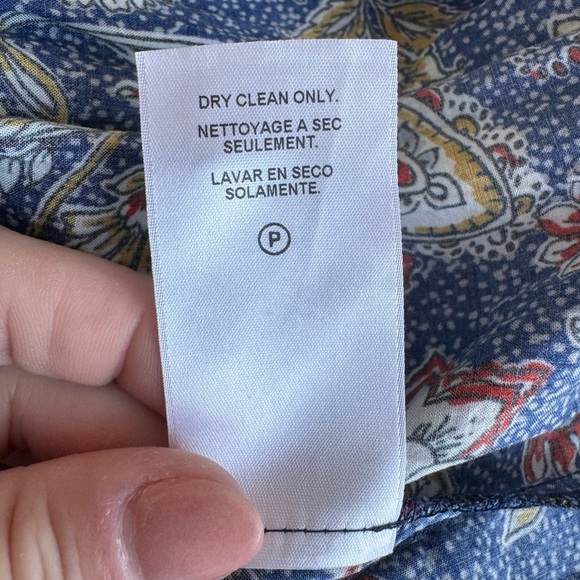 DRY CLEAN ONLY.
NETTOYAGE A SEC
SEULEMENT.
LAVAR EN SECO
SOLAMENTE.
P